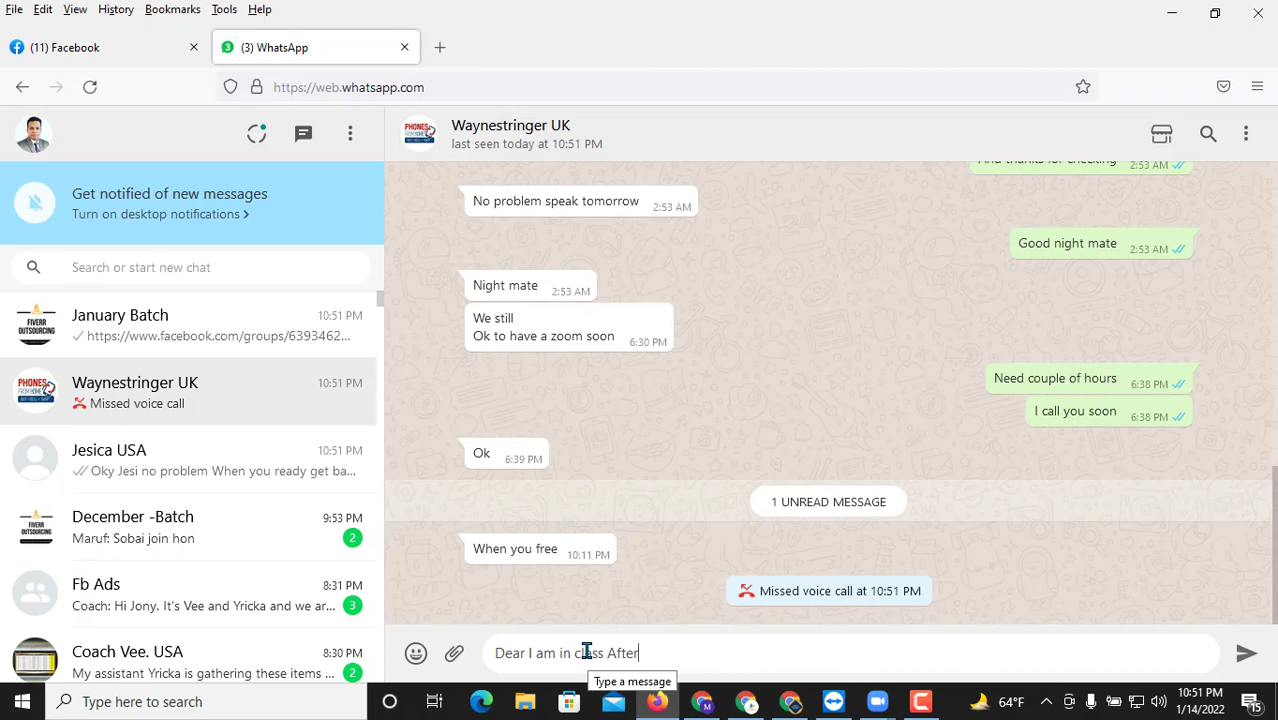 File Edit View History Bookmarks Tools Help
(11) Facebook
(3) WhatsApp
https://web.whatsapp.com
Waynestringer UK
last seen today at 10:51 PM
Get notified of new messages
Turn on desktop notifications
Search or start new chat
January Batch 10:51 PM
https://www.facebook.com/groups/6393462...
Waynestringer UK 10:51 PM
Missed voice call
Jesica USA 10:51 PM
Oky Jesi no problem When you ready get ba...
December -Batch 9:53 PM
Maruf: Sobai join hon 2
Fb Ads 8:31 PM
Coach: Hi Jony. It's Vee and Yricka and we ar... 3
Coach Vee. USA 8:30 PM
My assistant Yricka is gathering these items ... 2
And thanks for checking 2:53 AM
No problem speak tomorrow 2:53 AM
Good night mate 2:53 AM
Night mate 2:53 AM
We still
Ok to have a zoom soon 6:30 PM
Need couple of hours 6:38 PM
I call you soon 6:38 PM
Ok 6:39 PM
1 UNREAD MESSAGE
When you free 10:11 PM
Missed voice call at 10:51 PM
Dear I am in class After
Type a message
Type here to search
64°F
10:51 PM
1/14/2022
15
PHONES
FROM HOME
FIVERR
OUTSOURCING